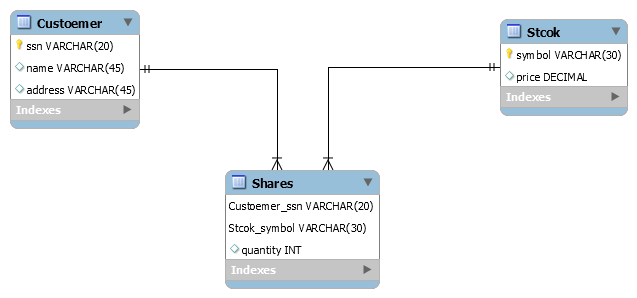 Custoemer
ssn VARCHAR(20)
name VARCHAR(45)
address VARCHAR(45)
Indexes
Stcok
symbol VARCHAR(30)
price DECIMAL
Indexes
Shares
Custoemer_ssn VARCHAR(20)
Stcok_symbol VARCHAR(30)
quantity INT
Indexes